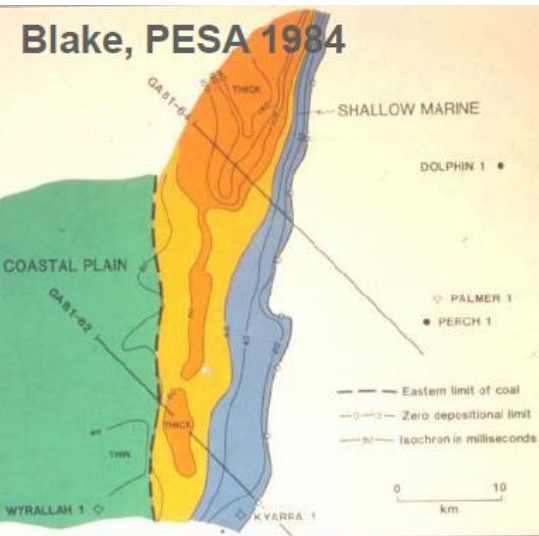 Blake, PESA 1984
GA81-64
THICK
SHALLOW MARINE
DOLPHIN 1
COASTAL PLAIN
GA81-62
PALMER 1
PERCH 1
Eastern limit of coal
Zero depositional limit
Isochron in milliseconds
THICK
THIN
0 10
km.
WYRALLAH 1
KYARRA 1